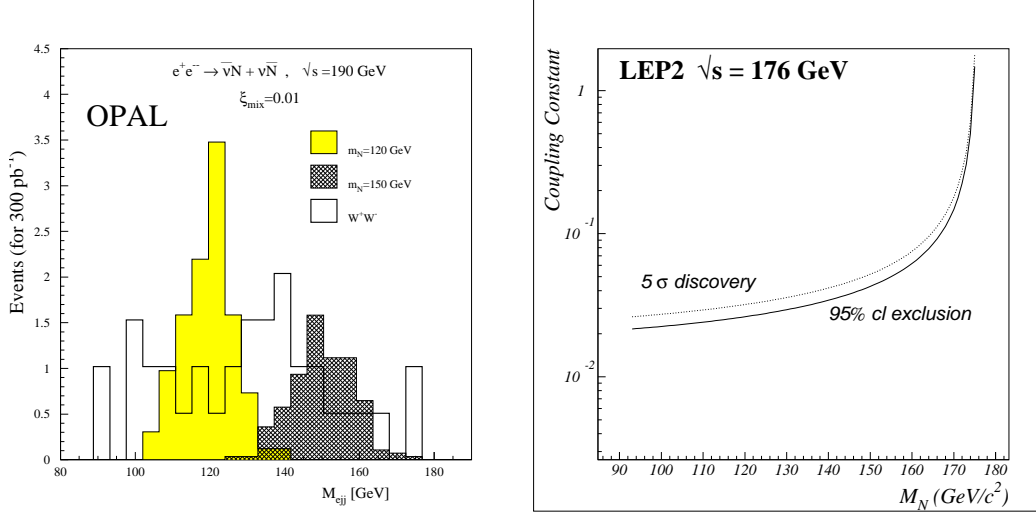 e⁺e⁻⁻ → ν̅N + νN̅ , √s =190 GeV
ξmix=0.01
OPAL
mN=120 GeV
mN=150 GeV
W⁺W⁻
Events (for 300 pb⁻¹)
4.5
4
3.5
3
2.5
2
1.5
1
0.5
0
80 100 120 140 160 180
Mejj [GeV]
LEP2 √s = 176 GeV
Coupling Constant
1
10⁻¹
10⁻²
5 σ discovery
95% cl exclusion
90 100 110 120 130 140 150 160 170 180
M_N (GeV/c²)